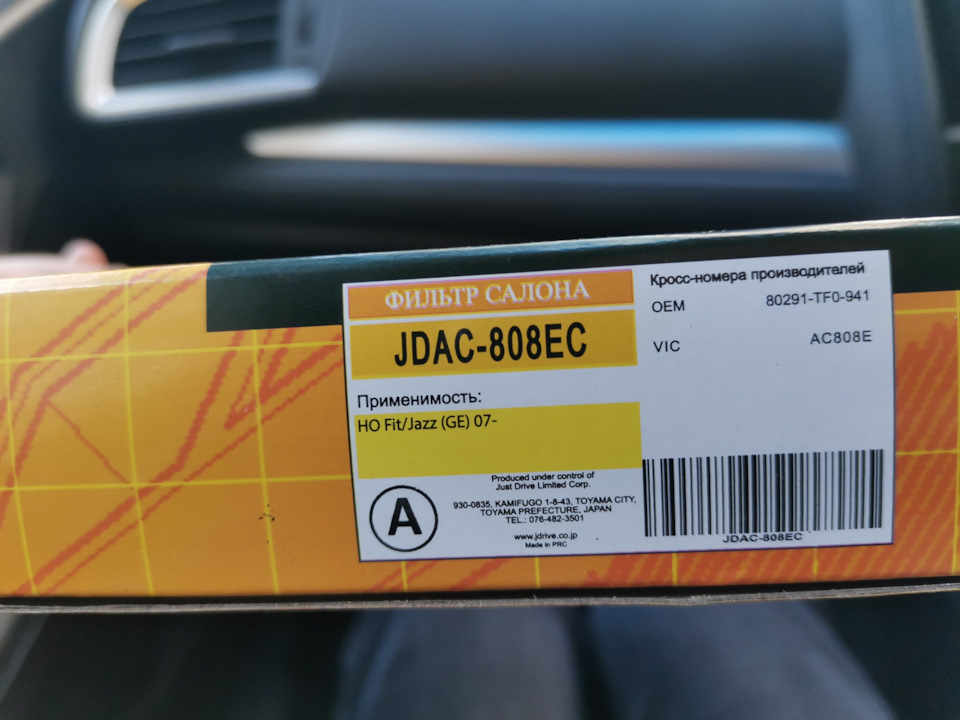 ФИЛЬТР САЛОНА
JDAC-808EC
Применимость:
HO Fit/Jazz (GE) 07-
A
Produced under control of
Just Drive Limited Corp.
930-0835, KAMIFUGO 1-8-43, TOYAMA CITY,
TOYAMA PREFECTURE, JAPAN
TEL.: 076-482-3501
www.jdrive.co.jp
Made in PRC
Кросс-номера производителей
OEM 80291-TF0-941
VIC AC808E
JDAC-808EC